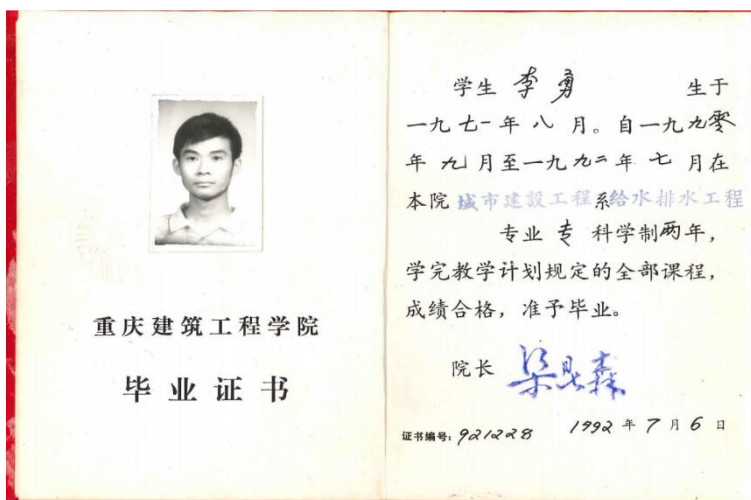 重庆建筑工程学院
毕业证书
学生 李勇 生于
一九七一年八月。自一九九零
年九月至一九九二年七月在
本院城市建設工程系给水排水工程
专业专科学制两年,
学完教学计划规定的全部课程,
成绩合格，准予毕业。
院长
证书编号: 921228 1992年7月6日